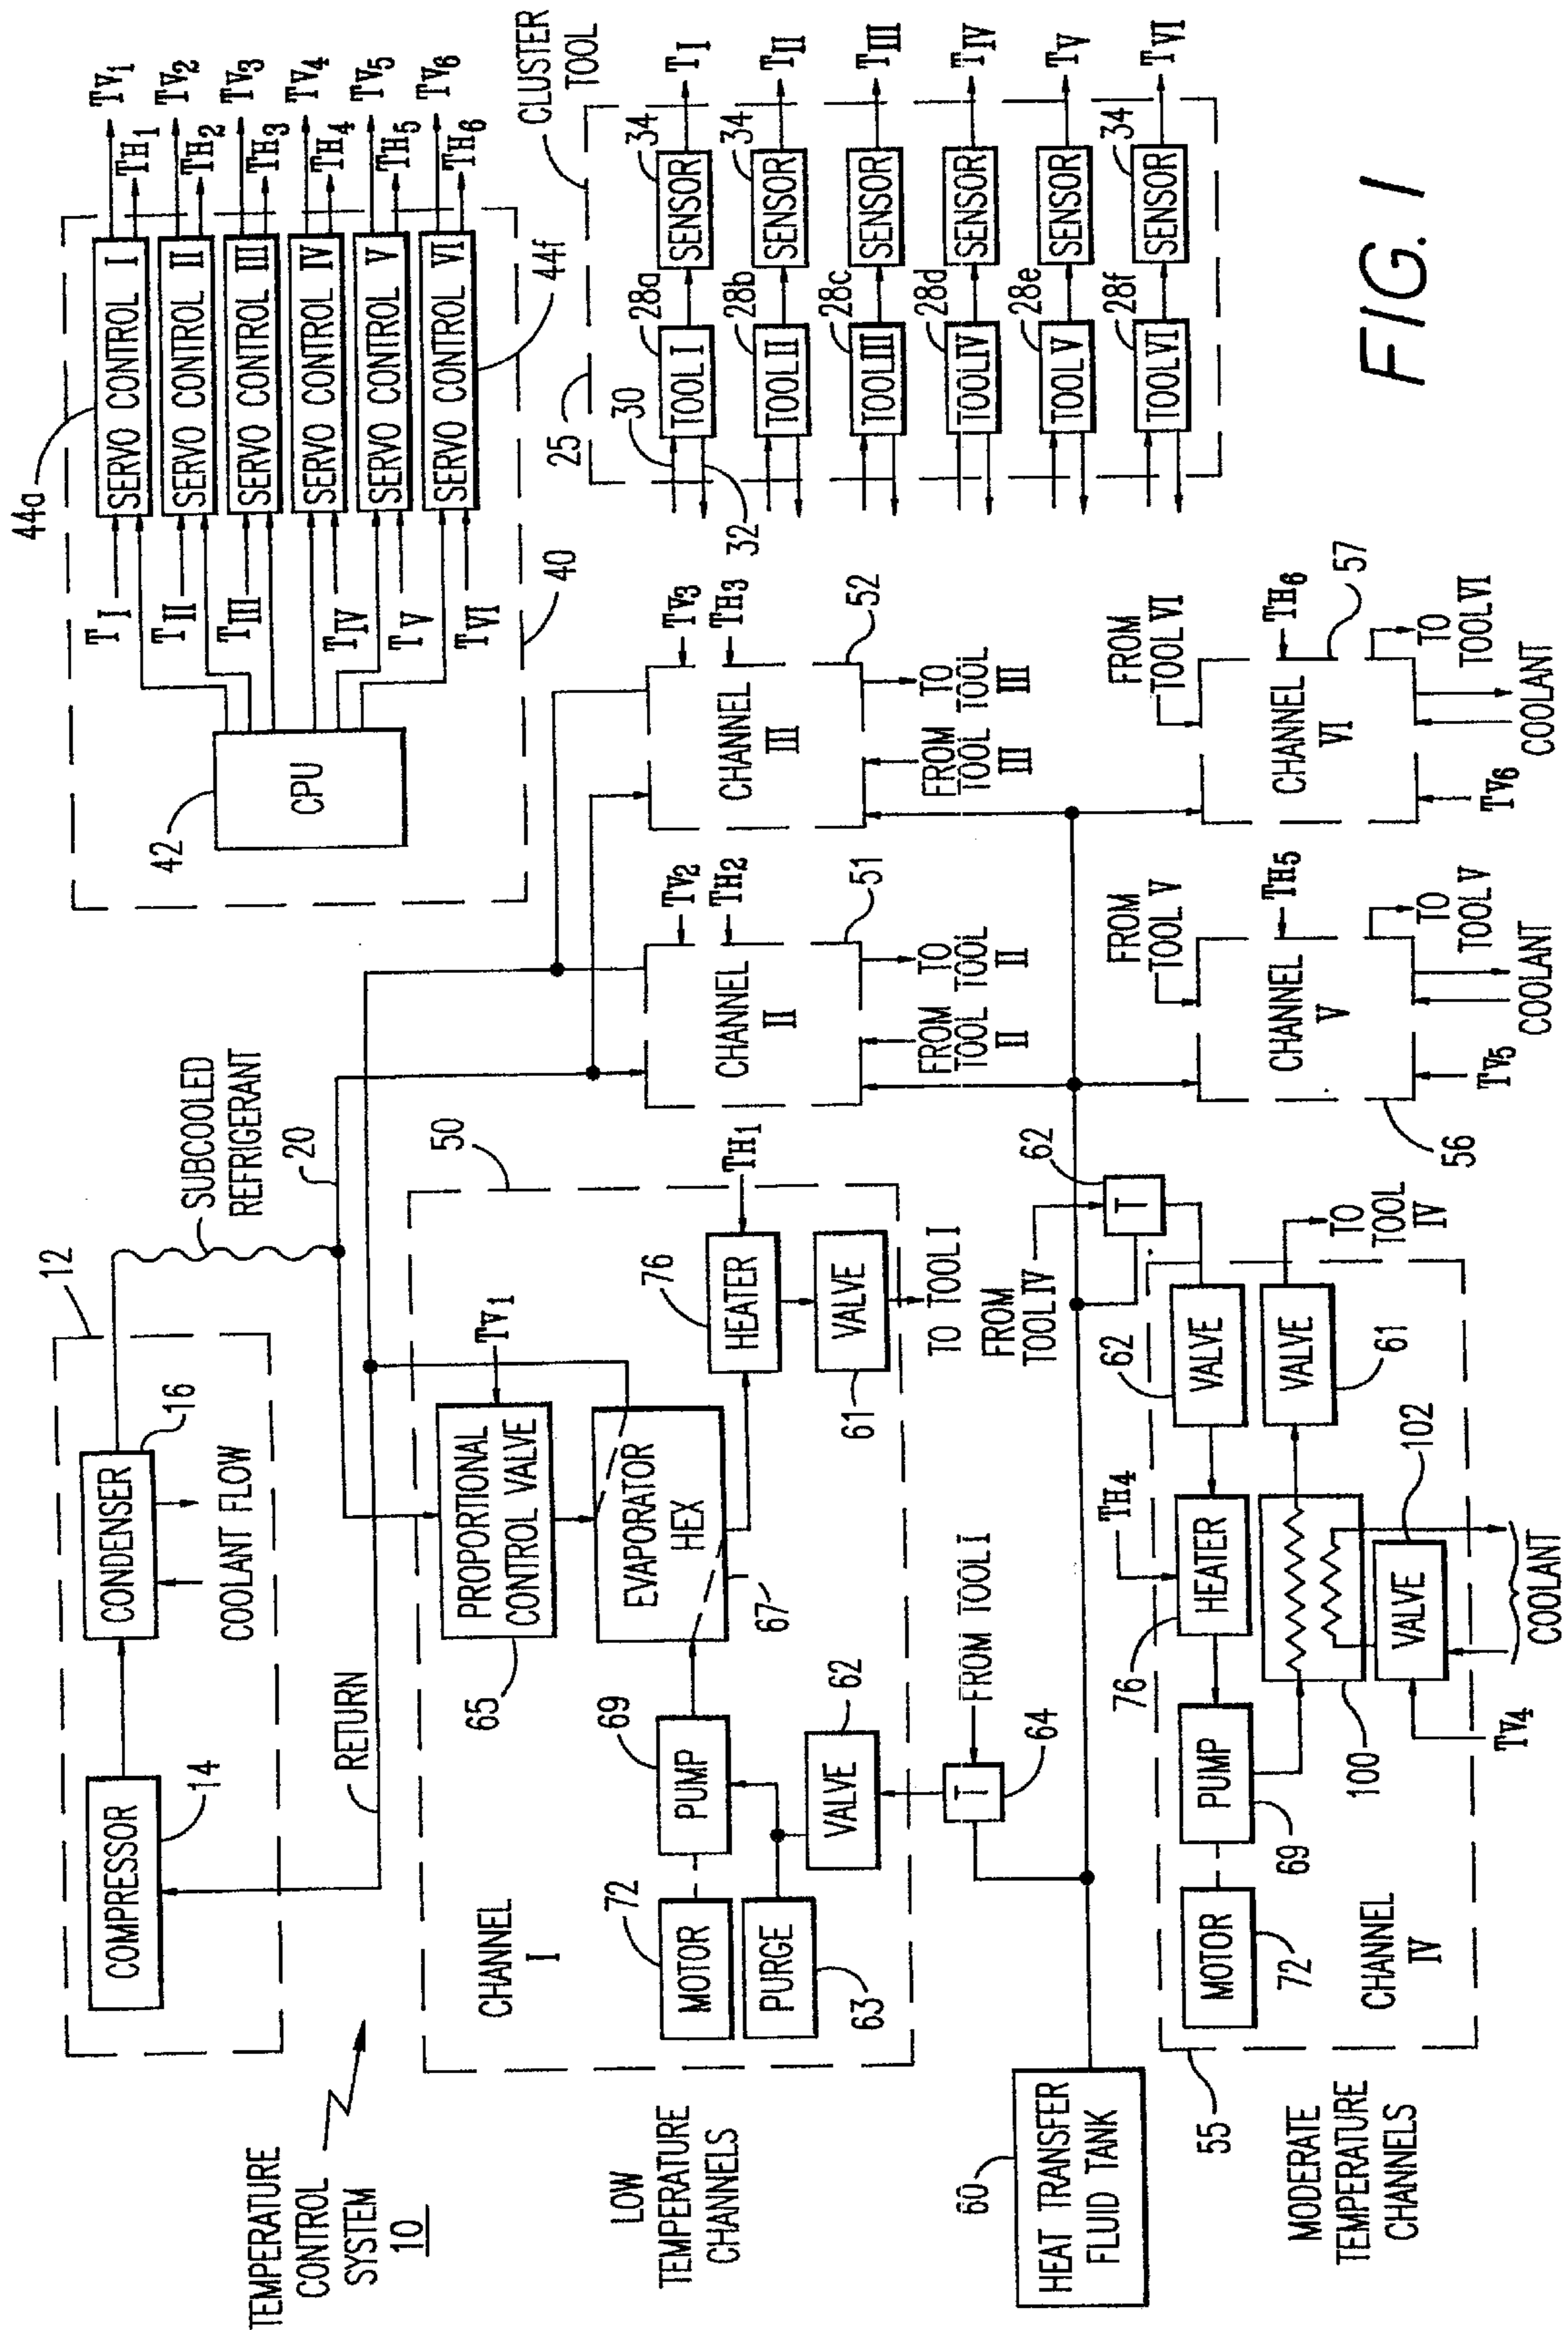 TEMPERATURE
CONTROL
SYSTEM
10
12
COMPRESSOR
14
CONDENSER
16
COOLANT FLOW
RETURN
SUBCOOLED
REFRIGERANT
20
LOW
TEMPERATURE
CHANNELS
CHANNEL
I
50
PROPORTIONAL
CONTROL VALVE
65
TV1
EVAPORATOR
HEX
67
HEATER
76
TH1
VALVE
61
TO TOOL I
MOTOR
72
PUMP
69
PURGE
63
VALVE
62
FROM TOOL I
T
64
HEAT TRANSFER
FLUID TANK
60
MODERATE
TEMPERATURE
CHANNELS
55
CHANNEL
IV
MOTOR
72
PUMP
69
HEATER
76
TH4
VALVE
62
VALVE
61
100
VALVE
102
TV4
COOLANT
FROM
TOOL IV
T
62
TO
TOOL
IV
42
CPU
40
44a
44f
TI
TII
TIII
TIV
TV
TVI
SERVO CONTROL I
SERVO CONTROL II
SERVO CONTROL III
SERVO CONTROL IV
SERVO CONTROL V
SERVO CONTROL VI
TV1
TH1
TV2
TH2
TV3
TH3
TV4
TH4
TV5
TH5
TV6
TH6
CHANNEL
II
51
TV2
TH2
FROM
TOOL
II
TO
TOOL
II
CHANNEL
III
52
TV3
TH3
FROM
TOOL
III
TO
TOOL
III
CHANNEL
V
56
FROM
TOOL V
TH5
TV5
TO
TOOL V
COOLANT
CHANNEL
VI
57
FROM
TOOL VI
TH6
TV6
TO
TOOL VI
COOLANT
CLUSTER
TOOL
25
30
32
TOOL I
28a
SENSOR
34
TI
TOOL II
28b
SENSOR
34
TII
TOOL III
28c
SENSOR
TIII
TOOL IV
28d
SENSOR
TIV
TOOL V
28e
SENSOR
TV
TOOL VI
28f
SENSOR
34
TVI
FIG. 1